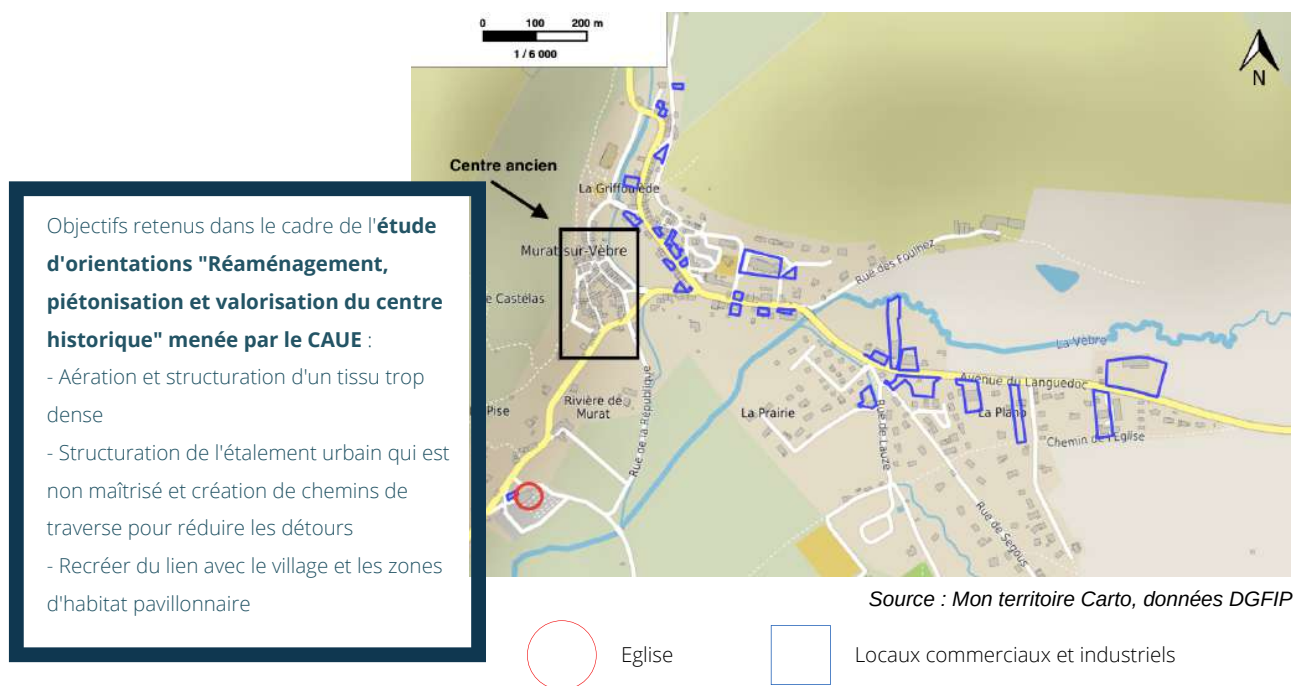 0 100 200 m
1 / 6 000
N
Centre ancien
La Griffoulède
Murat-sur-Vèbre
Castélas
Rue des Foulnez
La Vèbre
Avenue du Languedoc
Pise
Rivière de
Murat
Rue de la République
La Prairie
Rue de Lauze
La Plano
Chemin de l'Eglise
Rue de Segous
Objectifs retenus dans le cadre de l'étude
d'orientations "Réaménagement,
piétonisation et valorisation du centre
historique" menée par le CAUE :
- Aération et structuration d'un tissu trop
dense
- Structuration de l'étalement urbain qui est
non maîtrisé et création de chemins de
traverse pour réduire les détours
- Recréer du lien avec le village et les zones
d'habitat pavillonnaire
Source : Mon territoire Carto, données DGFIP
Eglise
Locaux commerciaux et industriels